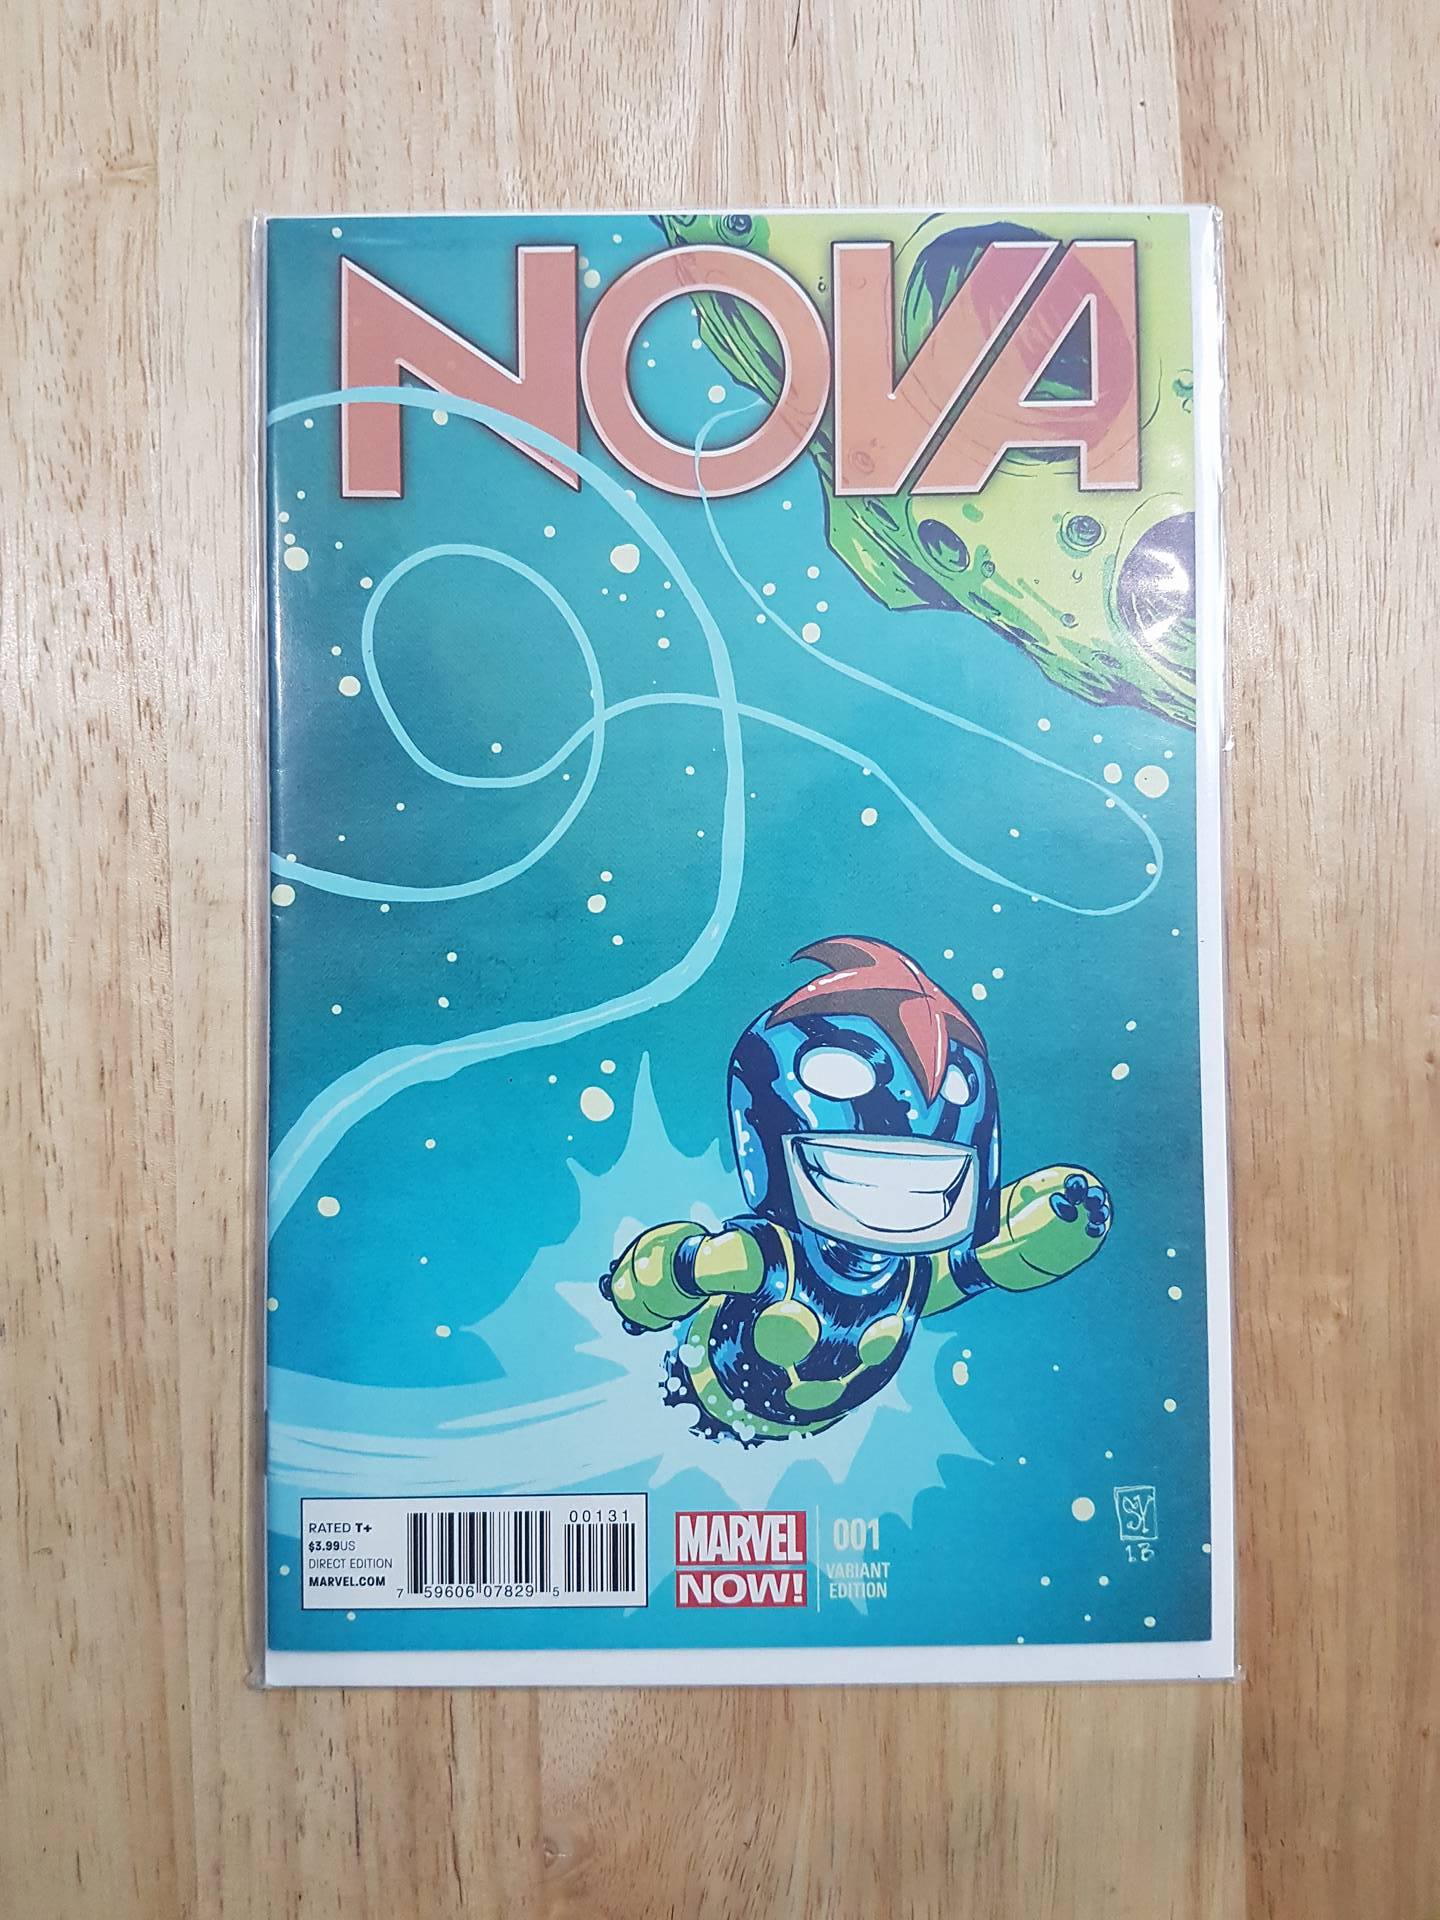 NOVA
RATED T+
$3.99US
DIRECT EDITION
MARVEL.COM
00131
7 59606 07829 5
MARVEL
NOW!
001
VARIANT
EDITION
SY
13